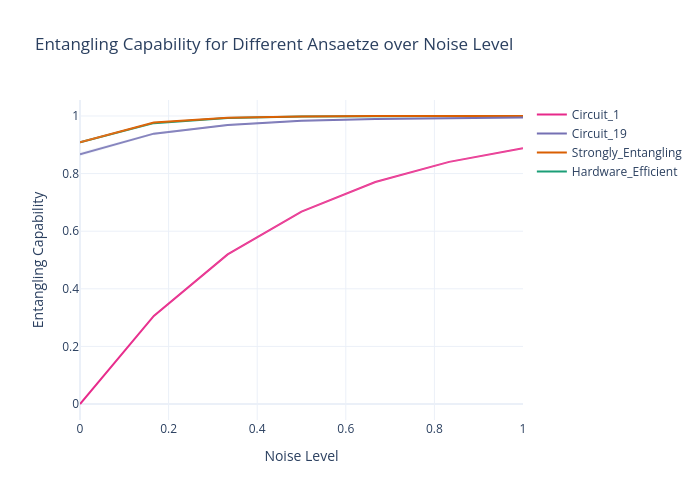 Entangling Capability for Different Ansaetze over Noise Level
Circuit_1
Circuit_19
Strongly_Entangling
Hardware_Efficient
Entangling Capability
1
0.8
0.6
0.4
0.2
0
0 0.2 0.4 0.6 0.8 1
Noise Level